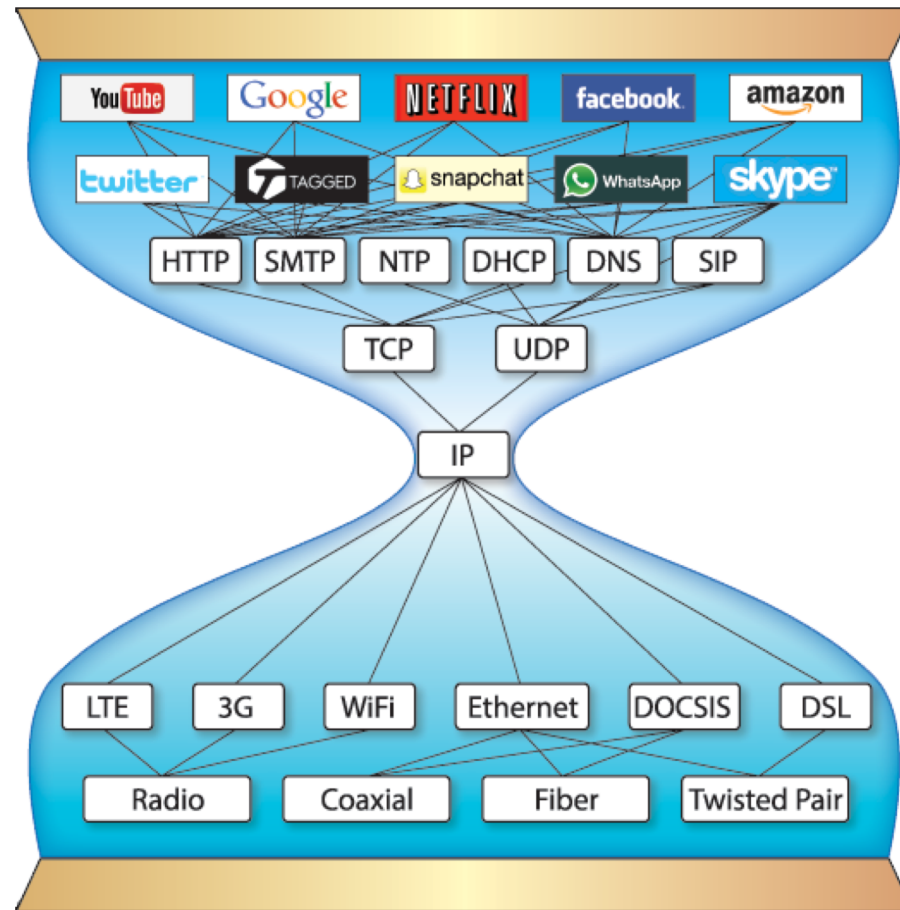 YouTube Google NETFLIX facebook amazon
twitter TAGGED snapchat WhatsApp skype
HTTP SMTP NTP DHCP DNS SIP
TCP UDP
IP
LTE 3G WiFi Ethernet DOCSIS DSL
Radio Coaxial Fiber Twisted Pair